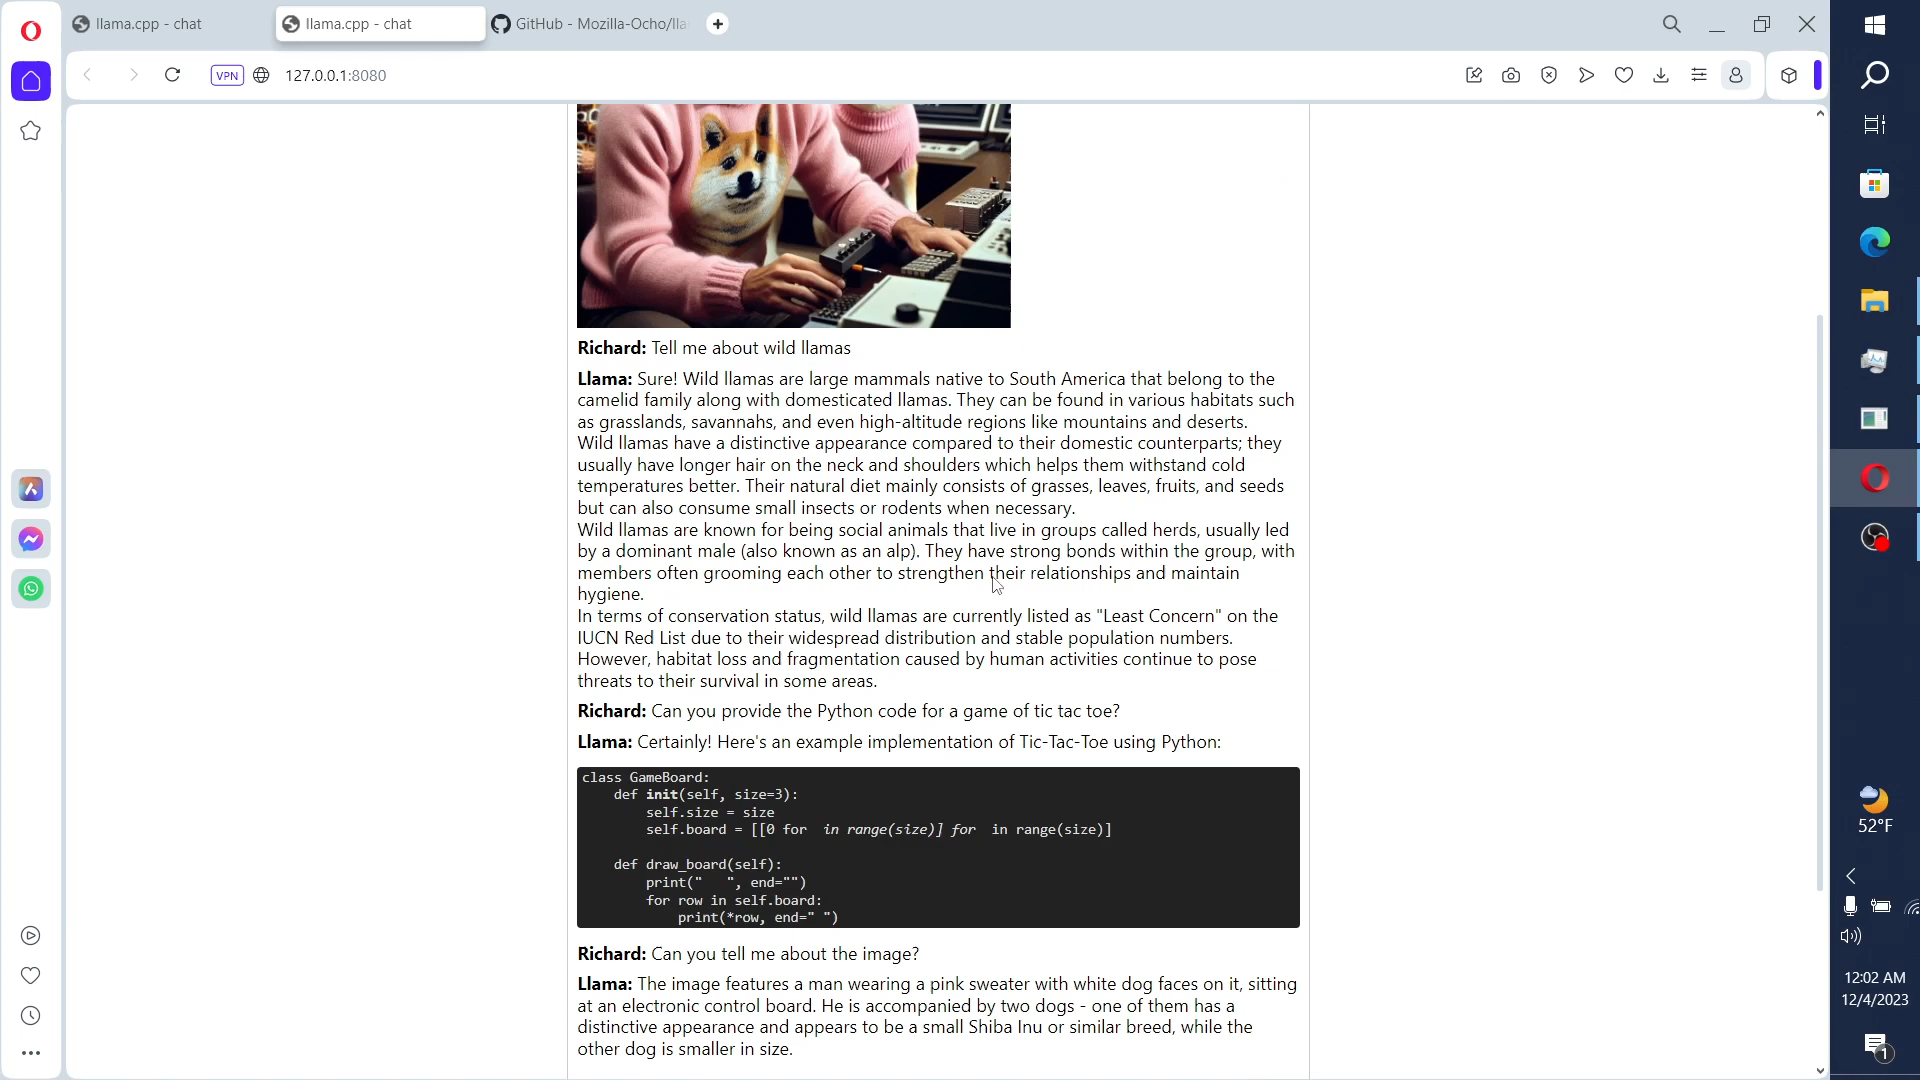 llama.cpp - chat
llama.cpp - chat
GitHub - Mozilla-Ocho/lla
VPN
127.0.0.1:8080
Richard: Tell me about wild llamas
Llama: Sure! Wild llamas are large mammals native to South America that belong to the
camelid family along with domesticated llamas. They can be found in various habitats such
as grasslands, savannahs, and even high-altitude regions like mountains and deserts.
Wild llamas have a distinctive appearance compared to their domestic counterparts; they
usually have longer hair on the neck and shoulders which helps them withstand cold
temperatures better. Their natural diet mainly consists of grasses, leaves, fruits, and seeds
but can also consume small insects or rodents when necessary.
Wild llamas are known for being social animals that live in groups called herds, usually led
by a dominant male (also known as an alp). They have strong bonds within the group, with
members often grooming each other to strengthen their relationships and maintain
hygiene.
In terms of conservation status, wild llamas are currently listed as "Least Concern" on the
IUCN Red List due to their widespread distribution and stable population numbers.
However, habitat loss and fragmentation caused by human activities continue to pose
threats to their survival in some areas.
Richard: Can you provide the Python code for a game of tic tac toe?
Llama: Certainly! Here's an example implementation of Tic-Tac-Toe using Python:
class GameBoard:
    def init(self, size=3):
        self.size = size
        self.board = [[0 for  in range(size)] for  in range(size)]
    def draw_board(self):
        print("   ", end="")
        for row in self.board:
            print(*row, end=" ")
Richard: Can you tell me about the image?
Llama: The image features a man wearing a pink sweater with white dog faces on it, sitting
at an electronic control board. He is accompanied by two dogs - one of them has a
distinctive appearance and appears to be a small Shiba Inu or similar breed, while the
other dog is smaller in size.
52°F
12:02 AM
12/4/2023
1